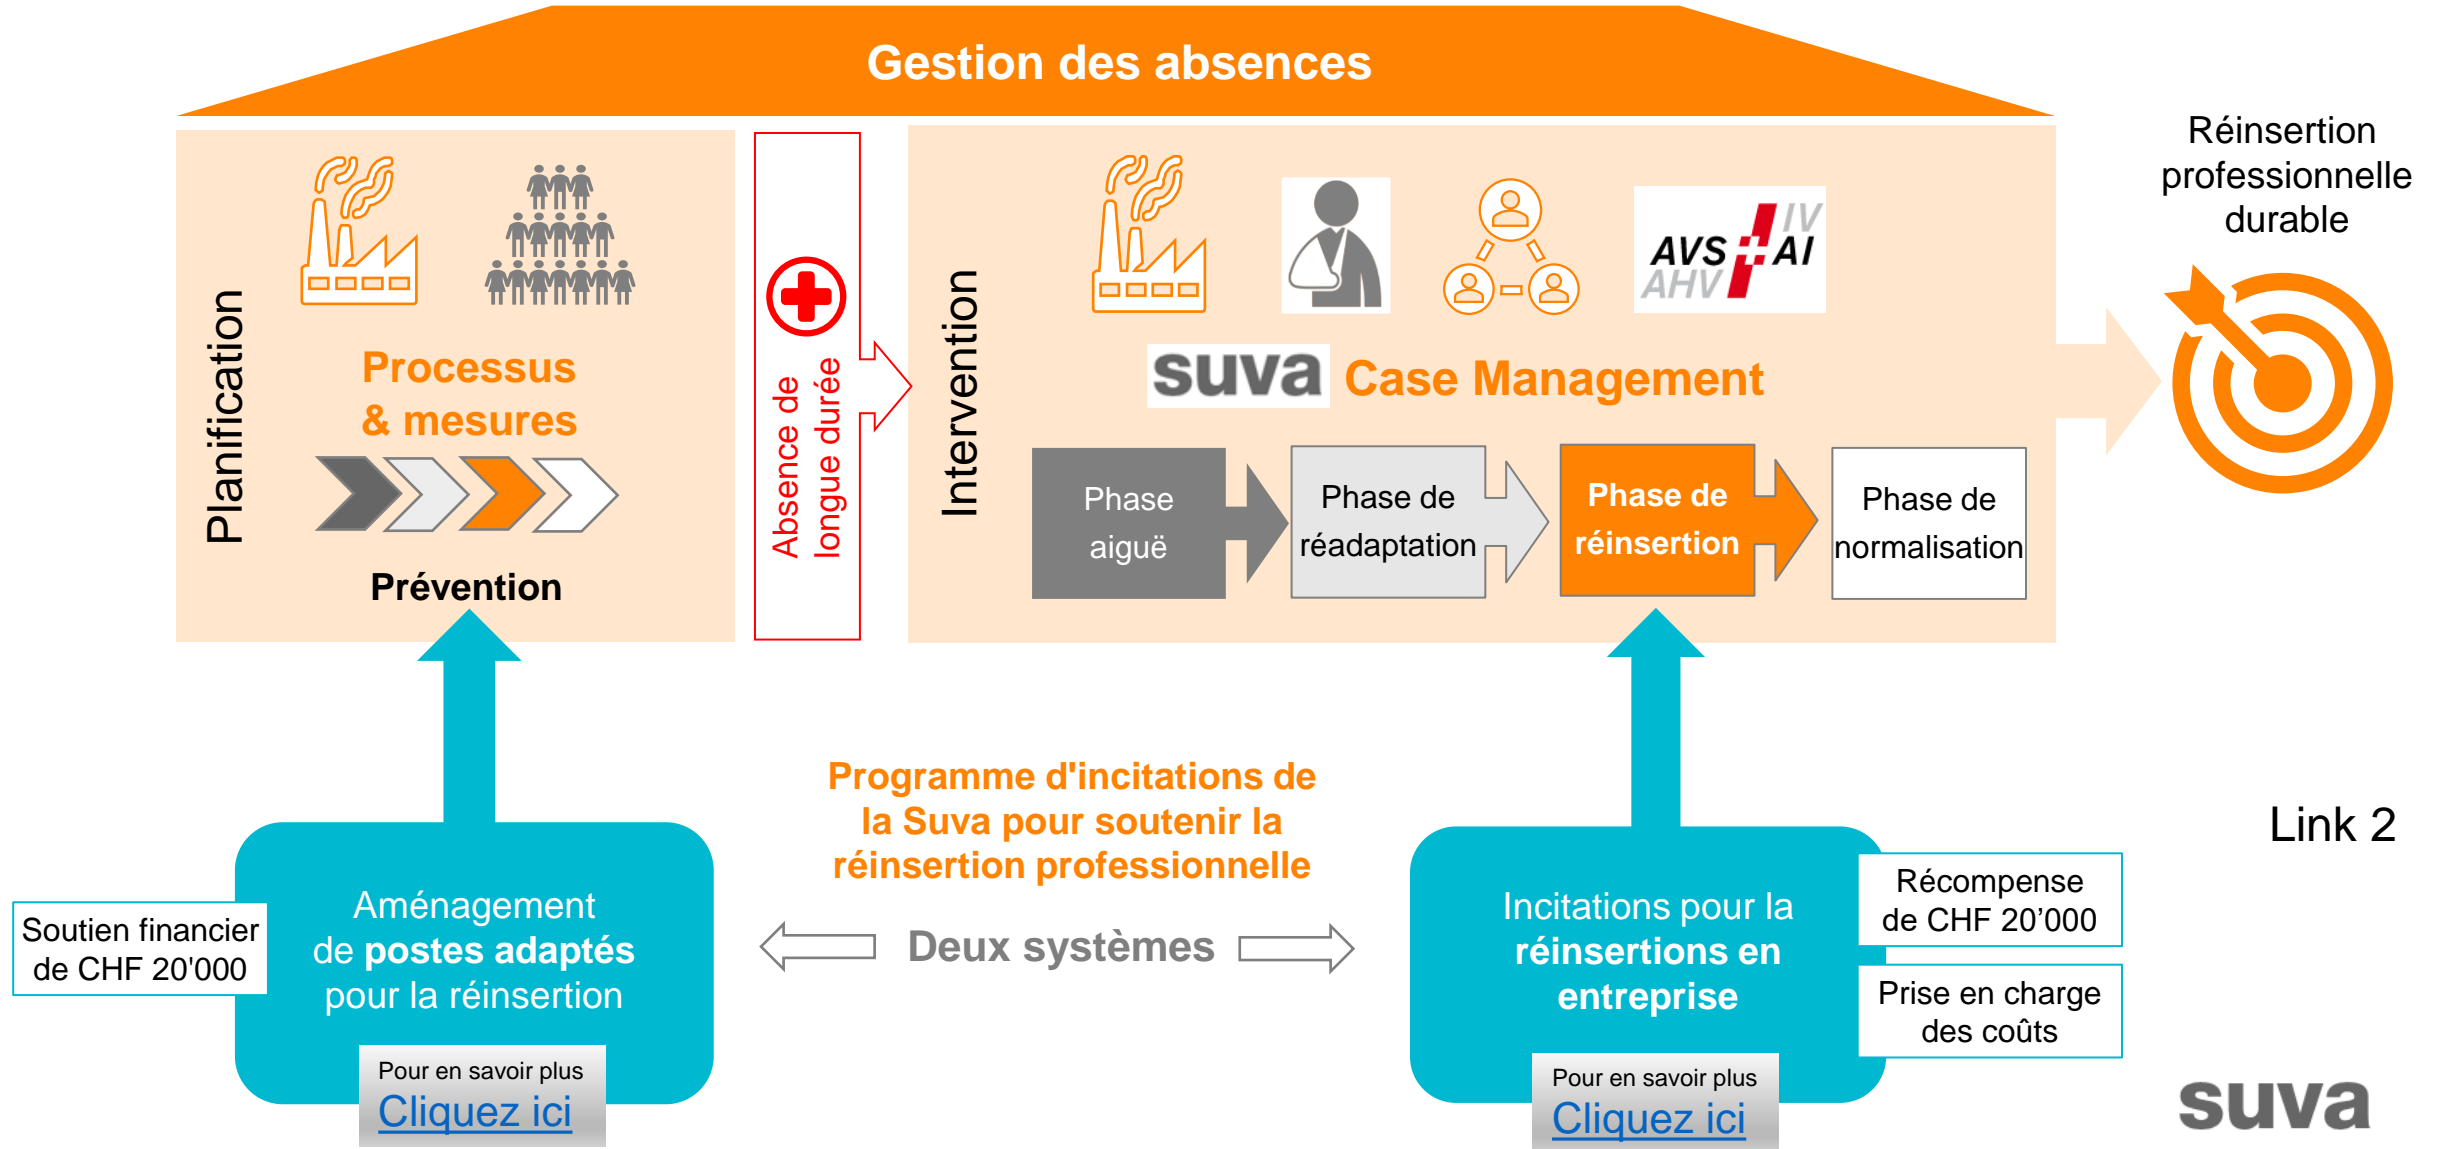 Gestion des absences
Planification
Processus
& mesures
Prévention
Absence de
longue durée
Intervention
AVS AI
AHV IV
suva Case Management
Phase
aiguë
Phase de
réadaptation
Phase de
réinsertion
Phase de
normalisation
Réinsertion
professionnelle
durable
Programme d'incitations de
la Suva pour soutenir la
réinsertion professionnelle
Deux systèmes
Soutien financier
de CHF 20'000
Aménagement
de postes adaptés
pour la réinsertion
Pour en savoir plus
Cliquez ici
Incitations pour la
réinsertions en
entreprise
Récompense
de CHF 20’000
Prise en charge
des coûts
Pour en savoir plus
Cliquez ici
Link 2
suva